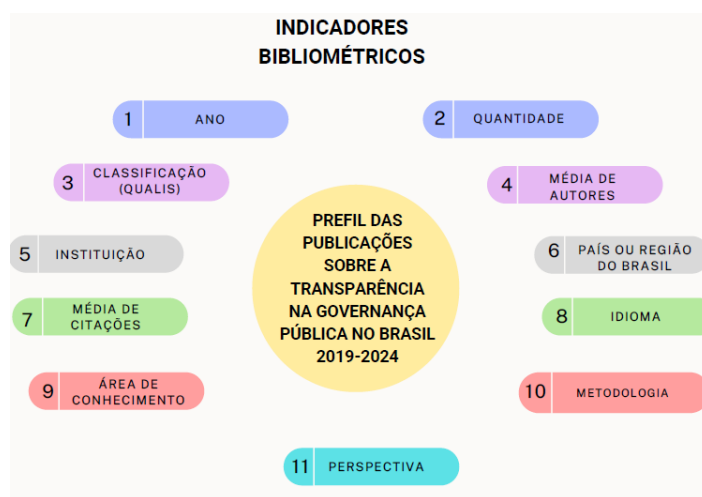 INDICADORES
BIBLIOMÉTRICOS
1 ANO
2 QUANTIDADE
3 CLASSIFICAÇÃO
(QUALIS)
4 MÉDIA DE
AUTORES
PREFIL DAS
PUBLICAÇÕES
SOBRE A
TRANSPARÊNCIA
NA GOVERNANÇA
PÚBLICA NO BRASIL
2019-2024
5 INSTITUIÇÃO
6 PAÍS OU REGIÃO
DO BRASIL
7 MÉDIA DE
CITAÇÕES
8 IDIOMA
9 ÁREA DE
CONHECIMENTO
10 METODOLOGIA
11 PERSPECTIVA